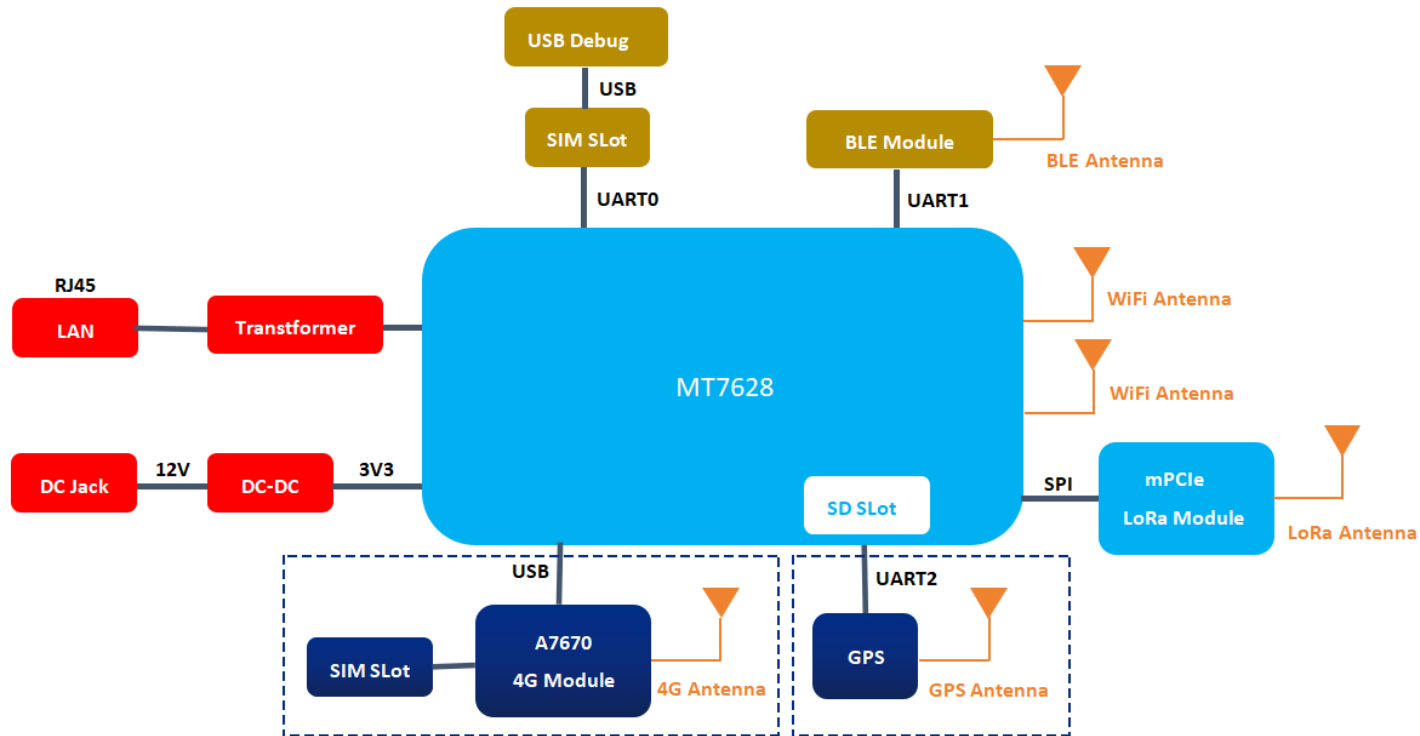 USB Debug
USB
SIM SLot
UART0
BLE Module
BLE Antenna
UART1
RJ45
LAN
Transtformer
WiFi Antenna
MT7628
WiFi Antenna
DC Jack
12V
DC-DC
3V3
SD SLot
SPI
mPCIe
LoRa Module
LoRa Antenna
USB
UART2
SIM SLot
A7670
4G Module
4G Antenna
GPS
GPS Antenna